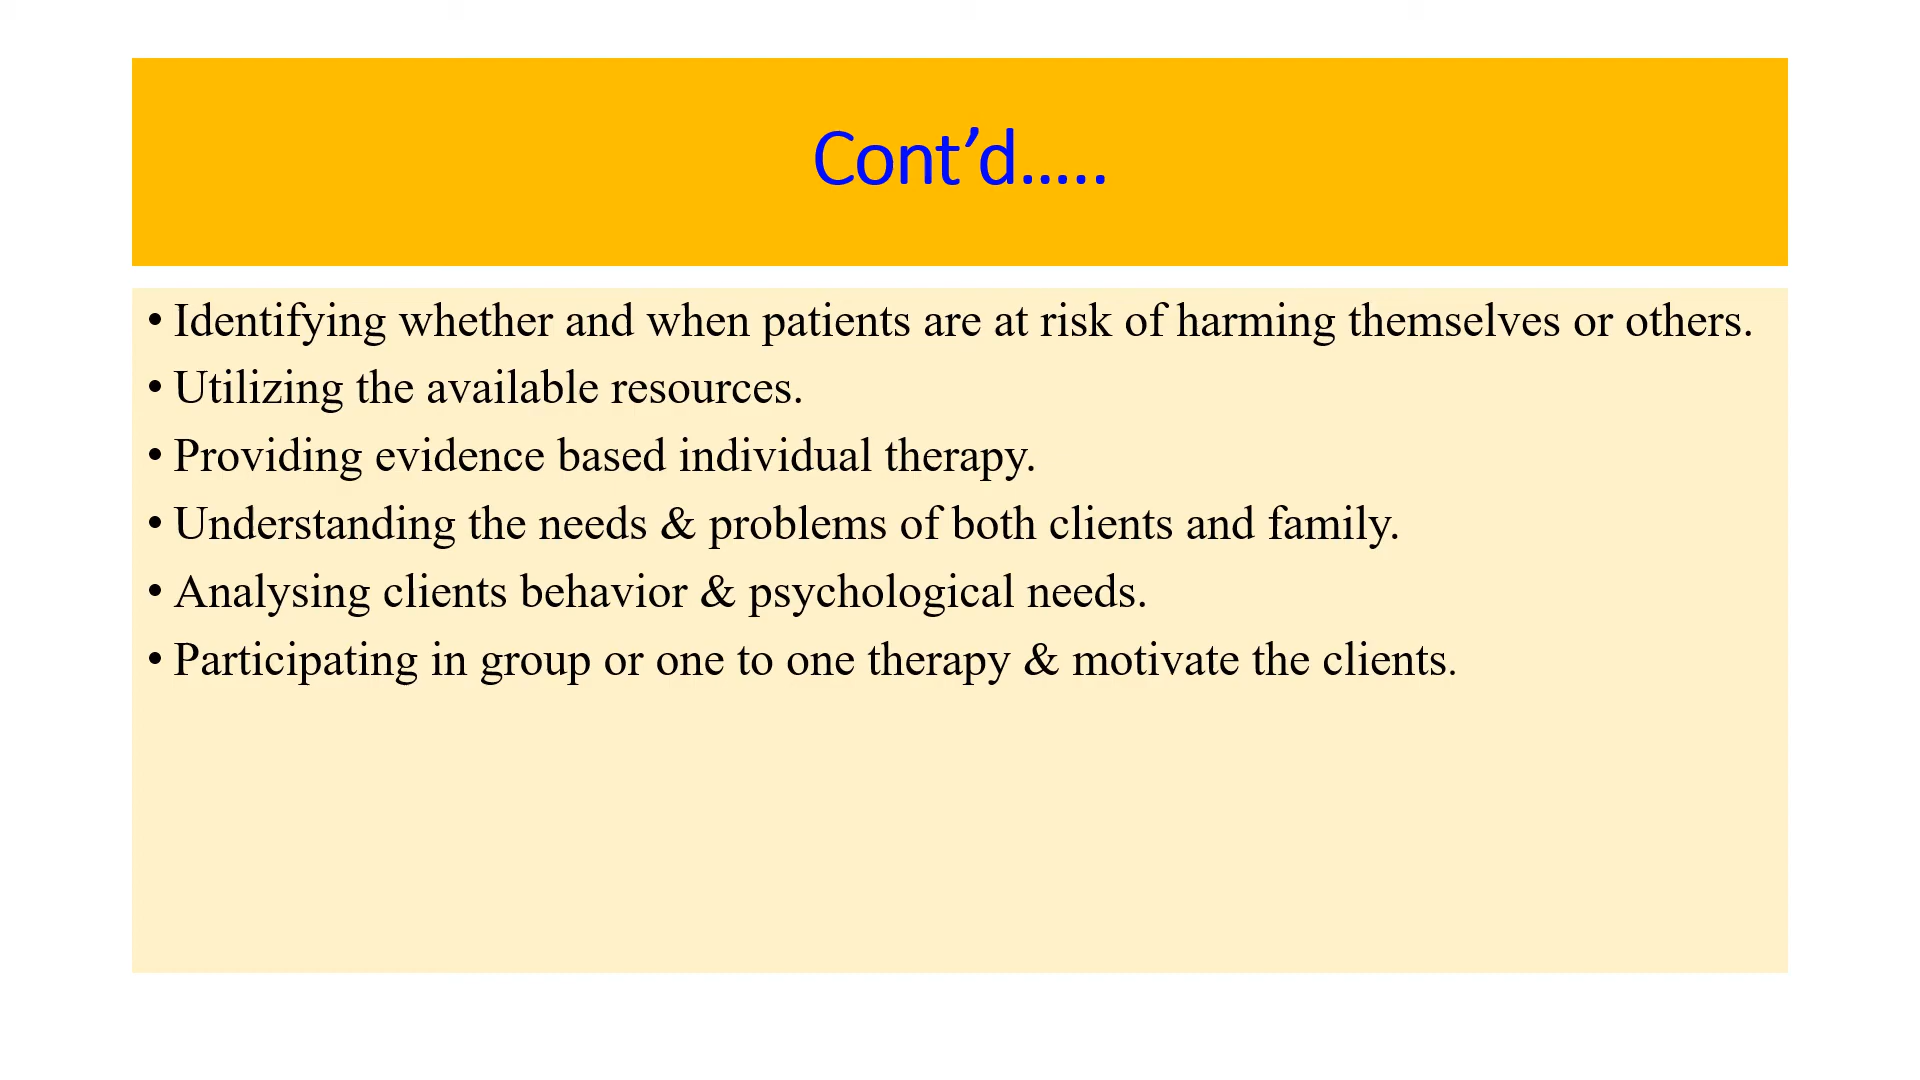 Cont’d.....
• Identifying whether and when patients are at risk of harming themselves or others.
• Utilizing the available resources.
• Providing evidence based individual therapy.
• Understanding the needs & problems of both clients and family.
• Analysing clients behavior & psychological needs.
• Participating in group or one to one therapy & motivate the clients.